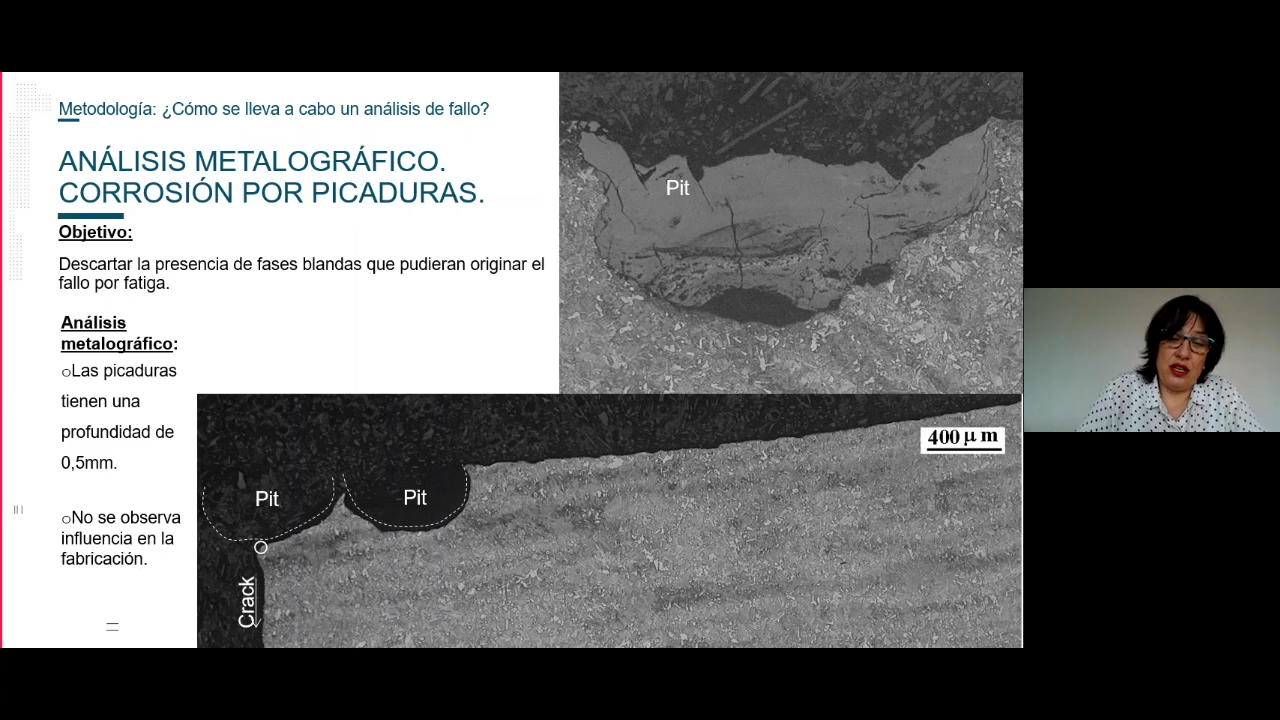 Metodología: ¿Cómo se lleva a cabo un análisis de fallo?
ANÁLISIS METALOGRÁFICO.
CORROSIÓN POR PICADURAS.
Objetivo:
Descartar la presencia de fases blandas que pudieran originar el
fallo por fatiga.
Análisis
metalográfico:
○Las picaduras
tienen una
profundidad de
0,5mm.
○No se observa
influencia en la
fabricación.
Pit
400 μm
Pit
Pit
Crack